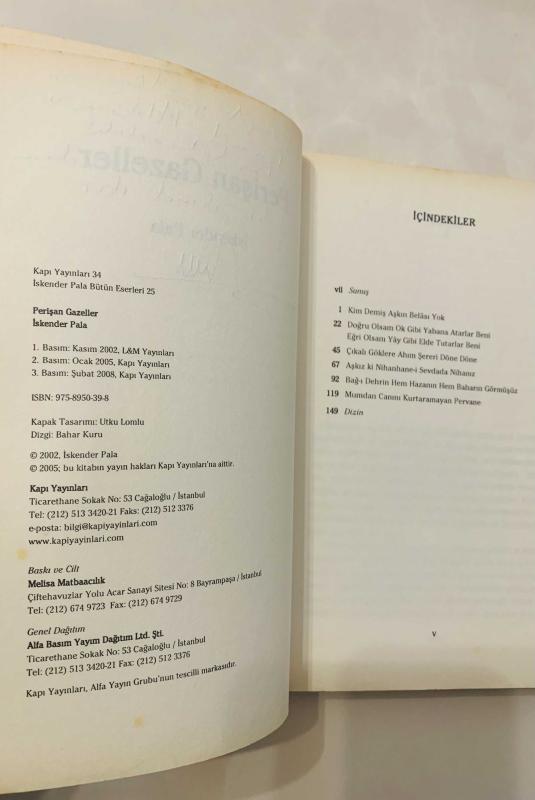 Kapı Yayınları 34
İskender Pala Bütün Eserleri 25
Perişan Gazeller
İskender Pala
1. Basım: Kasım 2002, L&M Yayınları
2. Basım: Ocak 2005, Kapı Yayınları
3. Basım: Şubat 2008, Kapı Yayınları
ISBN: 975-8950-39-8
Kapak Tasarımı: Utku Lomlu
Dizgi: Bahar Kuru
© 2002, İskender Pala
© 2005; bu kitabın yayın hakları Kapı Yayınları'na aittir.
Kapı Yayınları
Ticarethane Sokak No: 53 Cağaloğlu / İstanbul
Tel: (212) 513 3420-21 Faks: (212) 512 3376
e-posta: bilgi@kapiyayinlari.com
www.kapiyayinlari.com
Baskı ve Cilt
Melisa Matbaacılık
Çiftehavuzlar Yolu Acar Sanayi Sitesi No: 8 Bayrampaşa / İstanbul
Tel: (212) 674 9723 Fax: (212) 674 9729
Genel Dağıtım
Alfa Basım Yayım Dağıtım Ltd. Şti.
Ticarethane Sokak No: 53 Cağaloğlu / İstanbul
Tel: (212) 513 3420-21 Fax: (212) 512 3376
Kapı Yayınları, Alfa Yayın Grubu'nun tescilli markasıdır.
İÇİNDEKİLER
vii Sunuş
1 Kim Demiş Aşkın Belâsı Yok
22 Doğru Olsam Ok Gibi Yabana Atarlar Beni
Eğri Olsam Yây Gibi Elde Tutarlar Beni
45 Çıkalı Göklere Ahım Şereri Döne Döne
67 Aşkız ki Nihanhane-i Sevdada Nihanız
92 Bağ-ı Dehrin Hem Hazanın Hem Baharın Görmüşüz
119 Mumdan Canını Kurtaramayan Pervane
149 Dizin
v